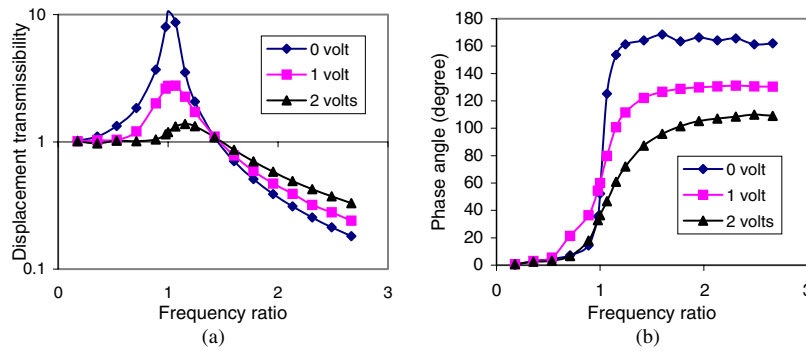 Displacement transmissibility
10
1
0.1
0 volt
1 volt
2 volts
0 1 2 3
Frequency ratio
(a)
Phase angle (degree)
180
160
140
120
100
80
60
40
20
0
0 volt
1 volt
2 volts
0 1 2 3
Frequency ratio
(b)